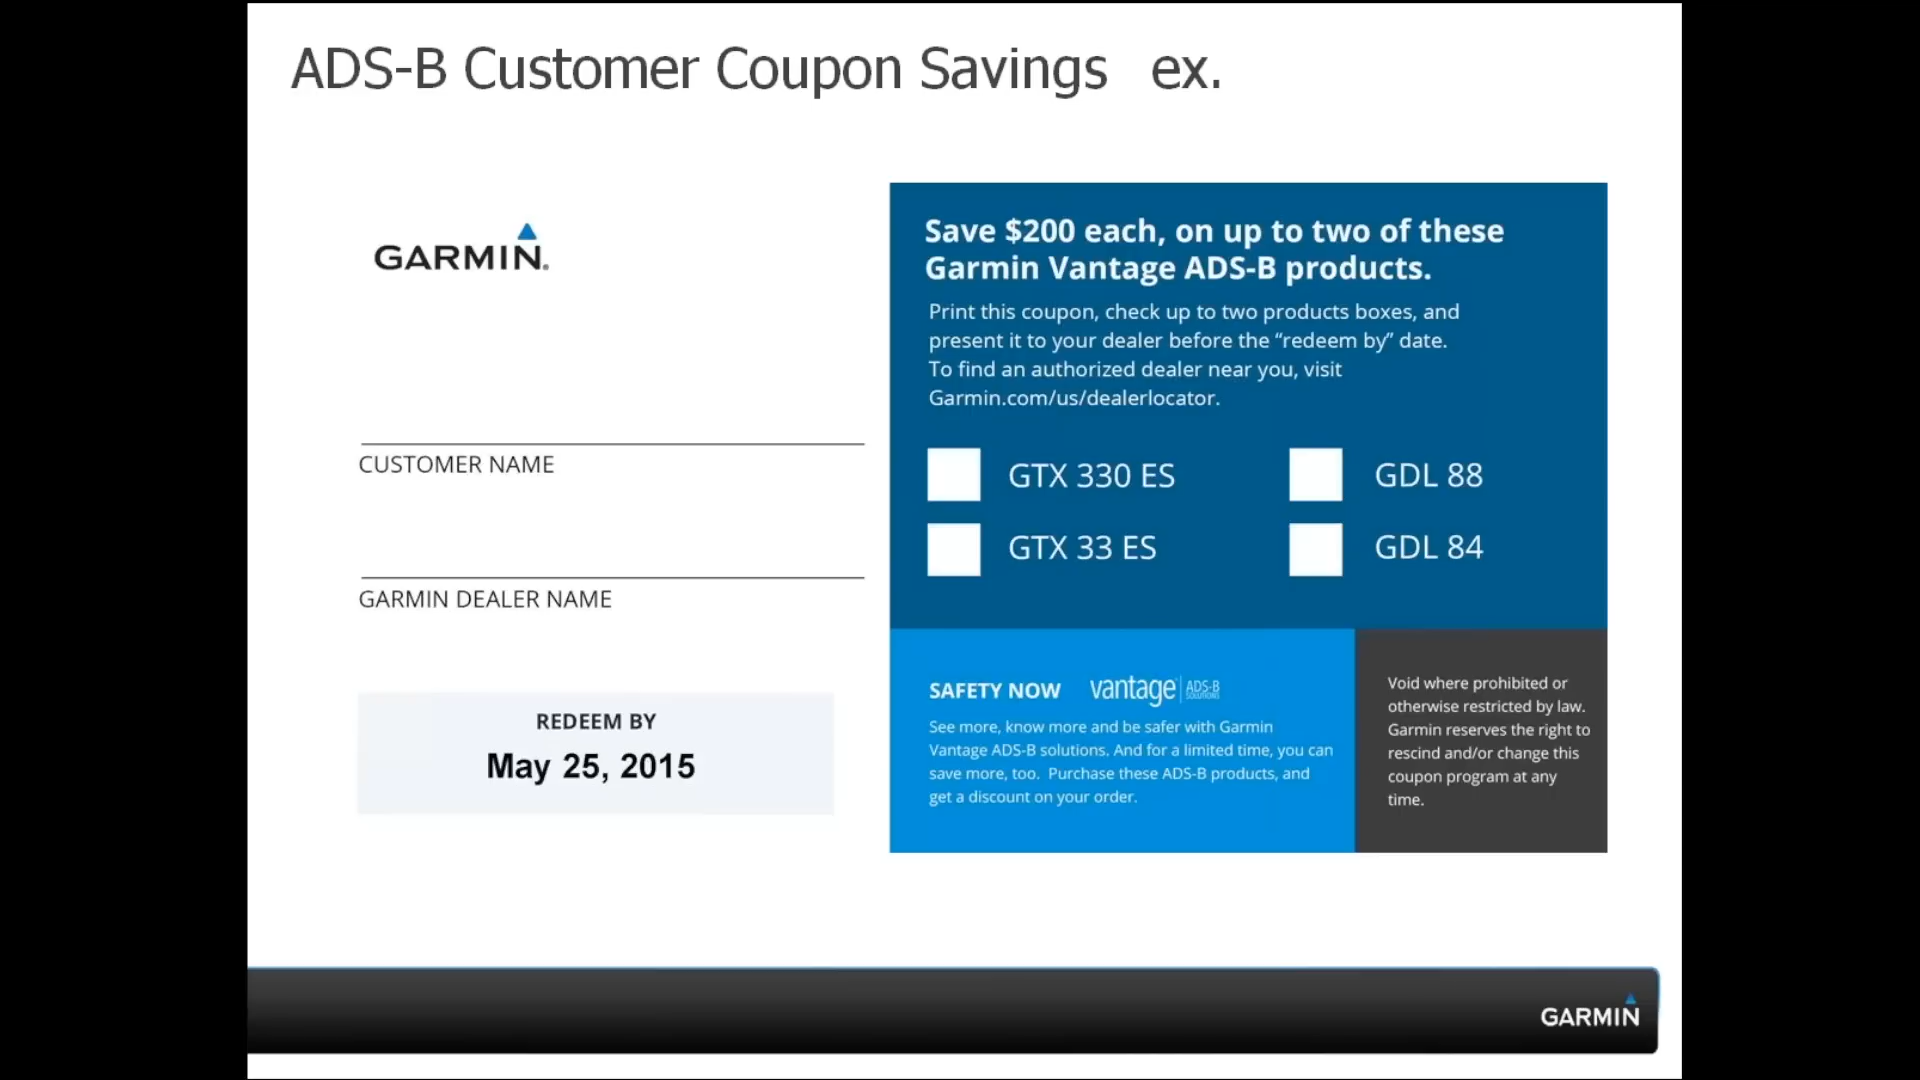 ADS-B Customer Coupon Savings ex.
GARMIN.
CUSTOMER NAME
GARMIN DEALER NAME
REDEEM BY
May 25, 2015
Save $200 each, on up to two of these
Garmin Vantage ADS-B products.
Print this coupon, check up to two products boxes, and
present it to your dealer before the “redeem by” date.
To find an authorized dealer near you, visit
Garmin.com/us/dealerlocator.
GTX 330 ES
GDL 88
GTX 33 ES
GDL 84
SAFETY NOW vantage ADS-B SOLUTIONS
See more, know more and be safer with Garmin
Vantage ADS-B solutions. And for a limited time, you can
save more, too. Purchase these ADS-B products, and
get a discount on your order.
Void where prohibited or
otherwise restricted by law.
Garmin reserves the right to
rescind and/or change this
coupon program at any
time.
GARMIN